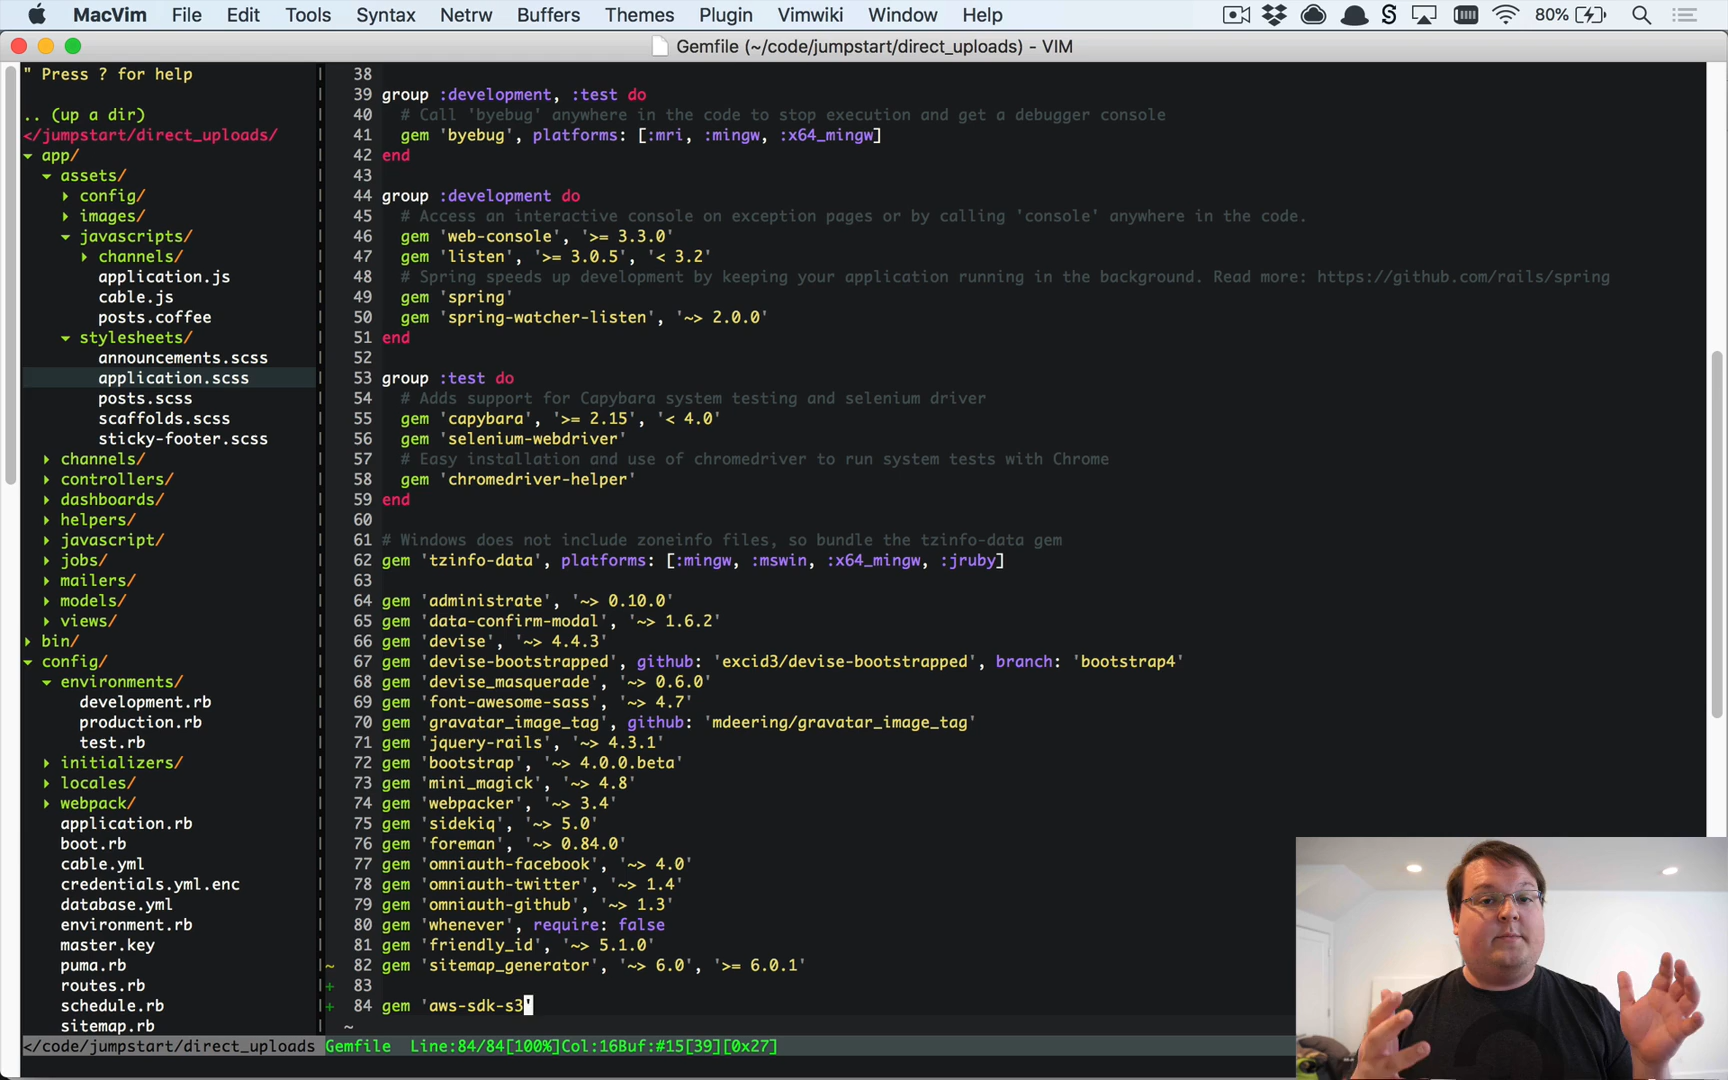 MacVim File Edit Tools Syntax Netrw Buffers Themes Plugin Vimwiki Window Help 80%
Gemfile (~/code/jumpstart/direct_uploads) - VIM
" Press ? for help
.. (up a dir)
</jumpstart/direct_uploads/
▾ app/
▾ assets/
▸ config/
▸ images/
▾ javascripts/
▸ channels/
application.js
cable.js
posts.coffee
▾ stylesheets/
announcements.scss
application.scss
posts.scss
scaffolds.scss
sticky-footer.scss
▸ channels/
▸ controllers/
▸ dashboards/
▸ helpers/
▸ javascript/
▸ jobs/
▸ mailers/
▸ models/
▸ views/
▸ bin/
▾ config/
▾ environments/
development.rb
production.rb
test.rb
▸ initializers/
▸ locales/
▸ webpack/
application.rb
boot.rb
cable.yml
credentials.yml.enc
database.yml
environment.rb
master.key
puma.rb
routes.rb
schedule.rb
sitemap.rb
38
39 group :development, :test do
40 # Call 'byebug' anywhere in the code to stop execution and get a debugger console
41 gem 'byebug', platforms: [:mri, :mingw, :x64_mingw]
42 end
43
44 group :development do
45 # Access an interactive console on exception pages or by calling 'console' anywhere in the code.
46 gem 'web-console', '>= 3.3.0'
47 gem 'listen', '>= 3.0.5', '< 3.2'
48 # Spring speeds up development by keeping your application running in the background. Read more: https://github.com/rails/spring
49 gem 'spring'
50 gem 'spring-watcher-listen', '~> 2.0.0'
51 end
52
53 group :test do
54 # Adds support for Capybara system testing and selenium driver
55 gem 'capybara', '>= 2.15', '< 4.0'
56 gem 'selenium-webdriver'
57 # Easy installation and use of chromedriver to run system tests with Chrome
58 gem 'chromedriver-helper'
59 end
60
61 # Windows does not include zoneinfo files, so bundle the tzinfo-data gem
62 gem 'tzinfo-data', platforms: [:mingw, :mswin, :x64_mingw, :jruby]
63
64 gem 'administrate', '~> 0.10.0'
65 gem 'data-confirm-modal', '~> 1.6.2'
66 gem 'devise', '~> 4.4.3'
67 gem 'devise-bootstrapped', github: 'excid3/devise-bootstrapped', branch: 'bootstrap4'
68 gem 'devise_masquerade', '~> 0.6.0'
69 gem 'font-awesome-sass', '~> 4.7'
70 gem 'gravatar_image_tag', github: 'mdeering/gravatar_image_tag'
71 gem 'jquery-rails', '~> 4.3.1'
72 gem 'bootstrap', '~> 4.0.0.beta'
73 gem 'mini_magick', '~> 4.8'
74 gem 'webpacker', '~> 3.4'
75 gem 'sidekiq', '~> 5.0'
76 gem 'foreman', '~> 0.84.0'
77 gem 'omniauth-facebook', '~> 4.0'
78 gem 'omniauth-twitter', '~> 1.4'
79 gem 'omniauth-github', '~> 1.3'
80 gem 'whenever', require: false
81 gem 'friendly_id', '~> 5.1.0'
~ 82 gem 'sitemap_generator', '~> 6.0', '>= 6.0.1'
+ 83
+ 84 gem 'aws-sdk-s3'
~
</code/jumpstart/direct_uploads Gemfile Line:84/84[100%]Col:16Buf:#15[39][0x27]